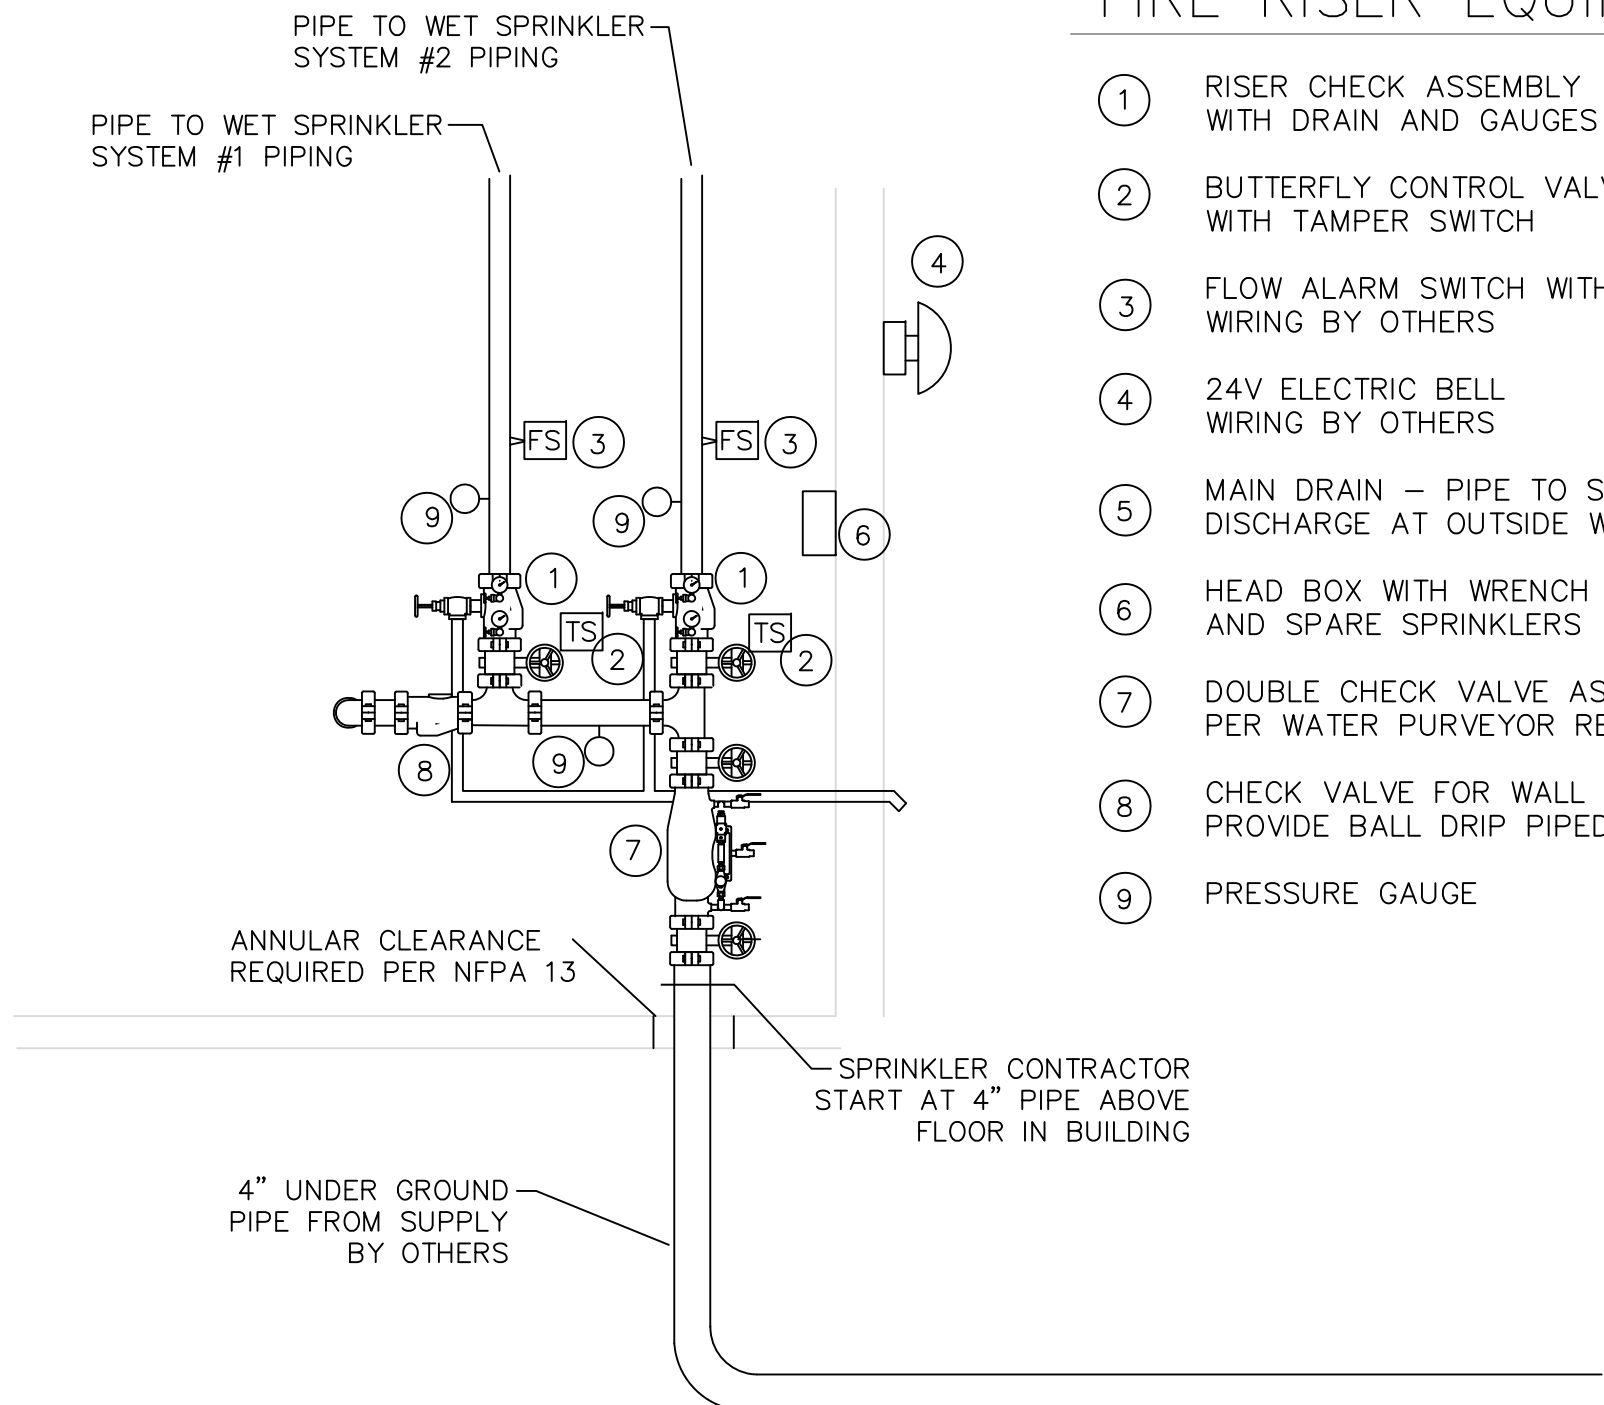 PIPE TO WET SPRINKLER
SYSTEM #2 PIPING
PIPE TO WET SPRINKLER
SYSTEM #1 PIPING
FIRE RISER
1 RISER CHECK ASSEMBLY
WITH DRAIN AND GAUGES
2 BUTTERFLY CONTROL
WITH TAMPER SWITCH
3 FLOW ALARM SWITCH WITH
WIRING BY OTHERS
4 24V ELECTRIC BELL
WIRING BY OTHERS
5 MAIN DRAIN – PIPE TO
DISCHARGE AT OUTSIDE
6 HEAD BOX WITH WRENCH
AND SPARE SPRINKLERS
7 DOUBLE CHECK VALVE
PER WATER PURVEYOR
8 CHECK VALVE FOR WALL
PROVIDE BALL DRIP PIPED
9 PRESSURE GAUGE
4
FS 3
FS 3
9
9
6
1
1
TS
2
TS
2
9
8
7
ANNULAR CLEARANCE
REQUIRED PER NFPA 13
SPRINKLER CONTRACTOR
START AT 4" PIPE ABOVE
FLOOR IN BUILDING
4" UNDER GROUND
PIPE FROM SUPPLY
BY OTHERS